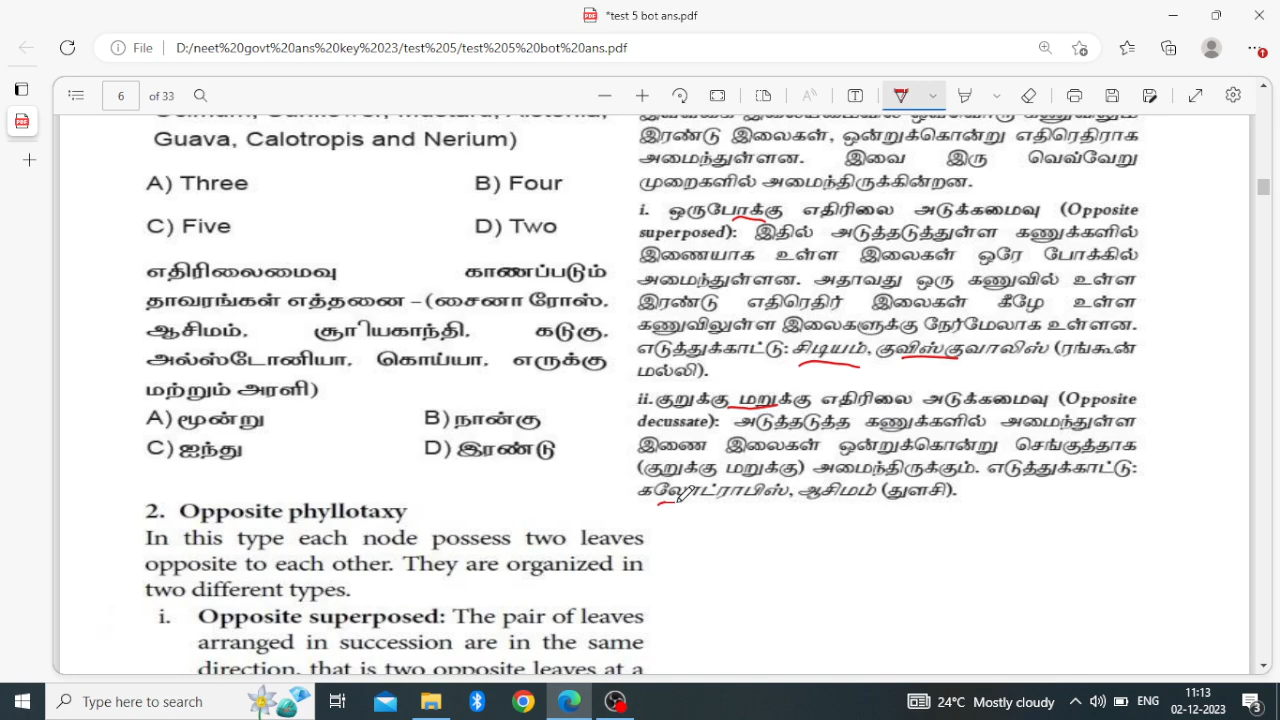 *test 5 bot ans.pdf
File D:/neet%20govt%20ans%20key%2023/test%205/test%205%20bot%20ans.pdf
6 of 33
Guava, Calotropis and Nerium)
A) Three B) Four
C) Five D) Two
எதிரிலைமைவு காணப்படும்
தாவரங்கள் எத்தனை – (சைனா ரோஸ்,
ஆசிமம், சூரியகாந்தி, கடுகு,
அல்ஸ்டோனியா, கொய்யா, எருக்கு
மற்றும் அரளி)
A) மூன்று B) நான்கு
C) ஐந்து D) இரண்டு
2. Opposite phyllotaxy
In this type each node possess two leaves
opposite to each other. They are organized in
two different types.
i. Opposite superposed: The pair of leaves
arranged in succession are in the same
direction, that is two opposite leaves at a
இரண்டு இலைகள், ஒன்றுக்கொன்று எதிரெதிராக
அமைந்துள்ளன. இவை இரு வெவ்வேறு
முறைகளில் அமைந்திருக்கின்றன.
i. ஒருபோக்கு எதிரிலை அடுக்கமைவு (Opposite
superposed): இதில் அடுத்தடுத்துள்ள கணுக்களில்
இணையாக உள்ள இலைகள் ஒரே போக்கில்
அமைந்துள்ளன. அதாவது ஒரு கணுவில் உள்ள
இரண்டு எதிரெதிர் இலைகள் கீழே உள்ள
கணுவிலுள்ள இலைகளுக்கு நேர்மேலாக உள்ளன.
எடுத்துக்காட்டு: சிடியம், குவிஸ்குவாலிஸ் (ரங்கூன்
மல்லி).
ii.குறுக்கு மறுக்கு எதிரிலை அடுக்கமைவு (Opposite
decussate): அடுத்தடுத்த கணுக்களில் அமைந்துள்ள
இணை இலைகள் ஒன்றுக்கொன்று செங்குத்தாக
(குறுக்கு மறுக்கு) அமைந்திருக்கும். எடுத்துக்காட்டு:
கலோட்ராபிஸ், ஆசிமம் (துளசி).
Type here to search
24°C Mostly cloudy ENG 11:13
02-12-2023 3